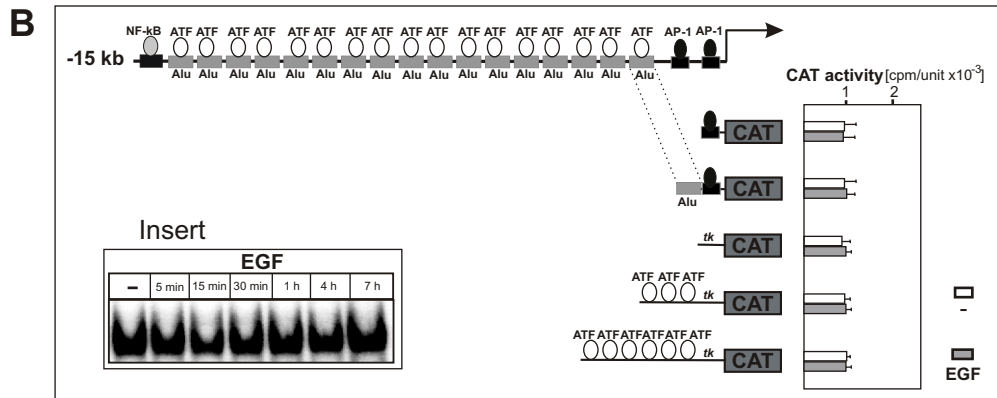 B
NF-kB ATF ATF ATF ATF ATF ATF ATF ATF ATF ATF ATF ATF ATF ATF ATF ATF ATF AP-1 AP-1
-15 kb
Alu Alu Alu Alu Alu Alu Alu Alu Alu Alu Alu Alu Alu Alu Alu Alu Alu
CAT activity [cpm/unit x10-3]
1 2
CAT
CAT
Alu
tk CAT
ATF ATF ATF
tk CAT
ATF ATF ATF ATF ATF ATF
tk CAT
-
EGF
Insert
EGF
- 5 min 15 min 30 min 1 h 4 h 7 h